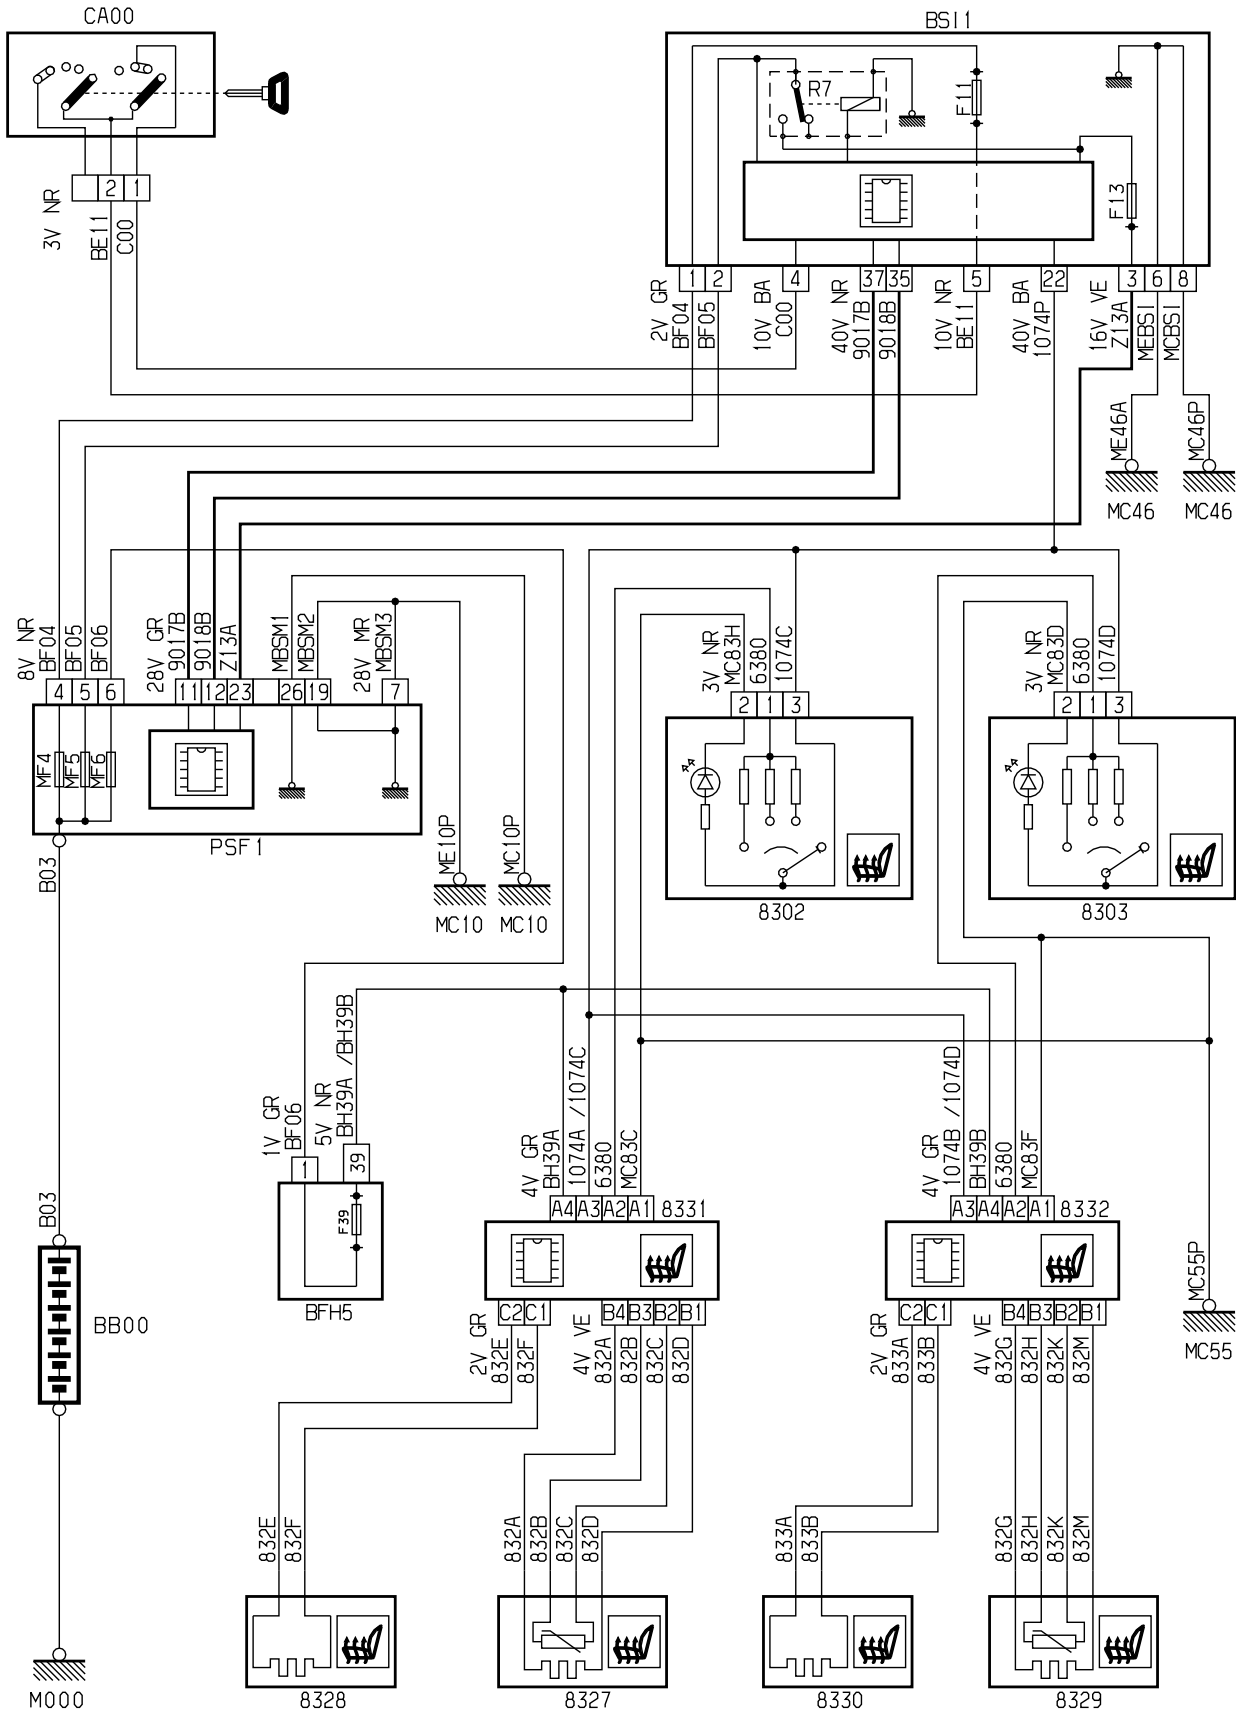 CA00
BSI1
R7
F11
F13
3V NR
2
1
BE11
C00
1
2
4
37
35
5
22
3
6
8
2V GR
BF04
BF05
10V BA
C00
40V NR
9017B
9018B
10V NR
BE11
40V BA
1074P
16V VE
Z13A
MEBSI
MCBSI
ME46A
MC46P
MC46
MC46
8V NR
BF04
BF05
BF06
28V GR
9017B
9018B
Z13A
MBSM1
MBSM2
28V MR
MBSM3
4
5
6
11
12
23
26
19
7
MF4
MF5
MF6
PSF1
B03
ME10P
MC10P
MC10
MC10
3V NR
MC83H
6380
1074C
2
1
3
8302
3V NR
MC83D
6380
1074D
2
1
3
8303
1V GR
BF06
5V NR
BH39A /BH39B
1
39
F39
BFH5
4V GR
BH39A
1074A /1074C
6380
MC83C
A4
A3
A2
A1
8331
4V GR
1074B /1074D
BH39B
6380
MC83F
A3
A4
A2
A1
8332
B03
BB00
C2
C1
B4
B3
B2
B1
2V GR
832E
832F
4V VE
832A
832B
832C
832D
C2
C1
B4
B3
B2
B1
2V GR
833A
833B
4V VE
832G
832H
832K
832M
MC55P
MC55
832E
832F
832A
832B
832C
832D
833A
833B
832G
832H
832K
832M
M000
8328
8327
8330
8329